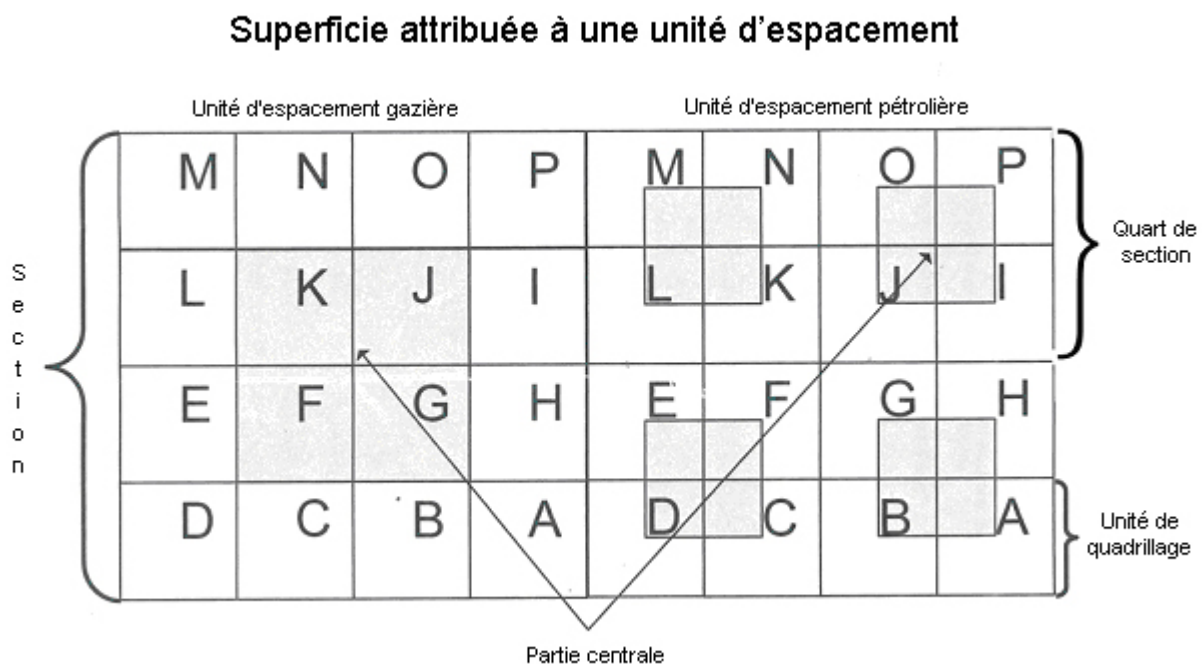 Superficie attribuée à une unité d'espacement
Unité d'espacement gazière
Unité d'espacement pétrolière
M N O P M N O P
L K J I L K J I
E F G H E F G H
D C B A D C B A
Section
Quart de
section
Unité de
quadrillage
Partie centrale